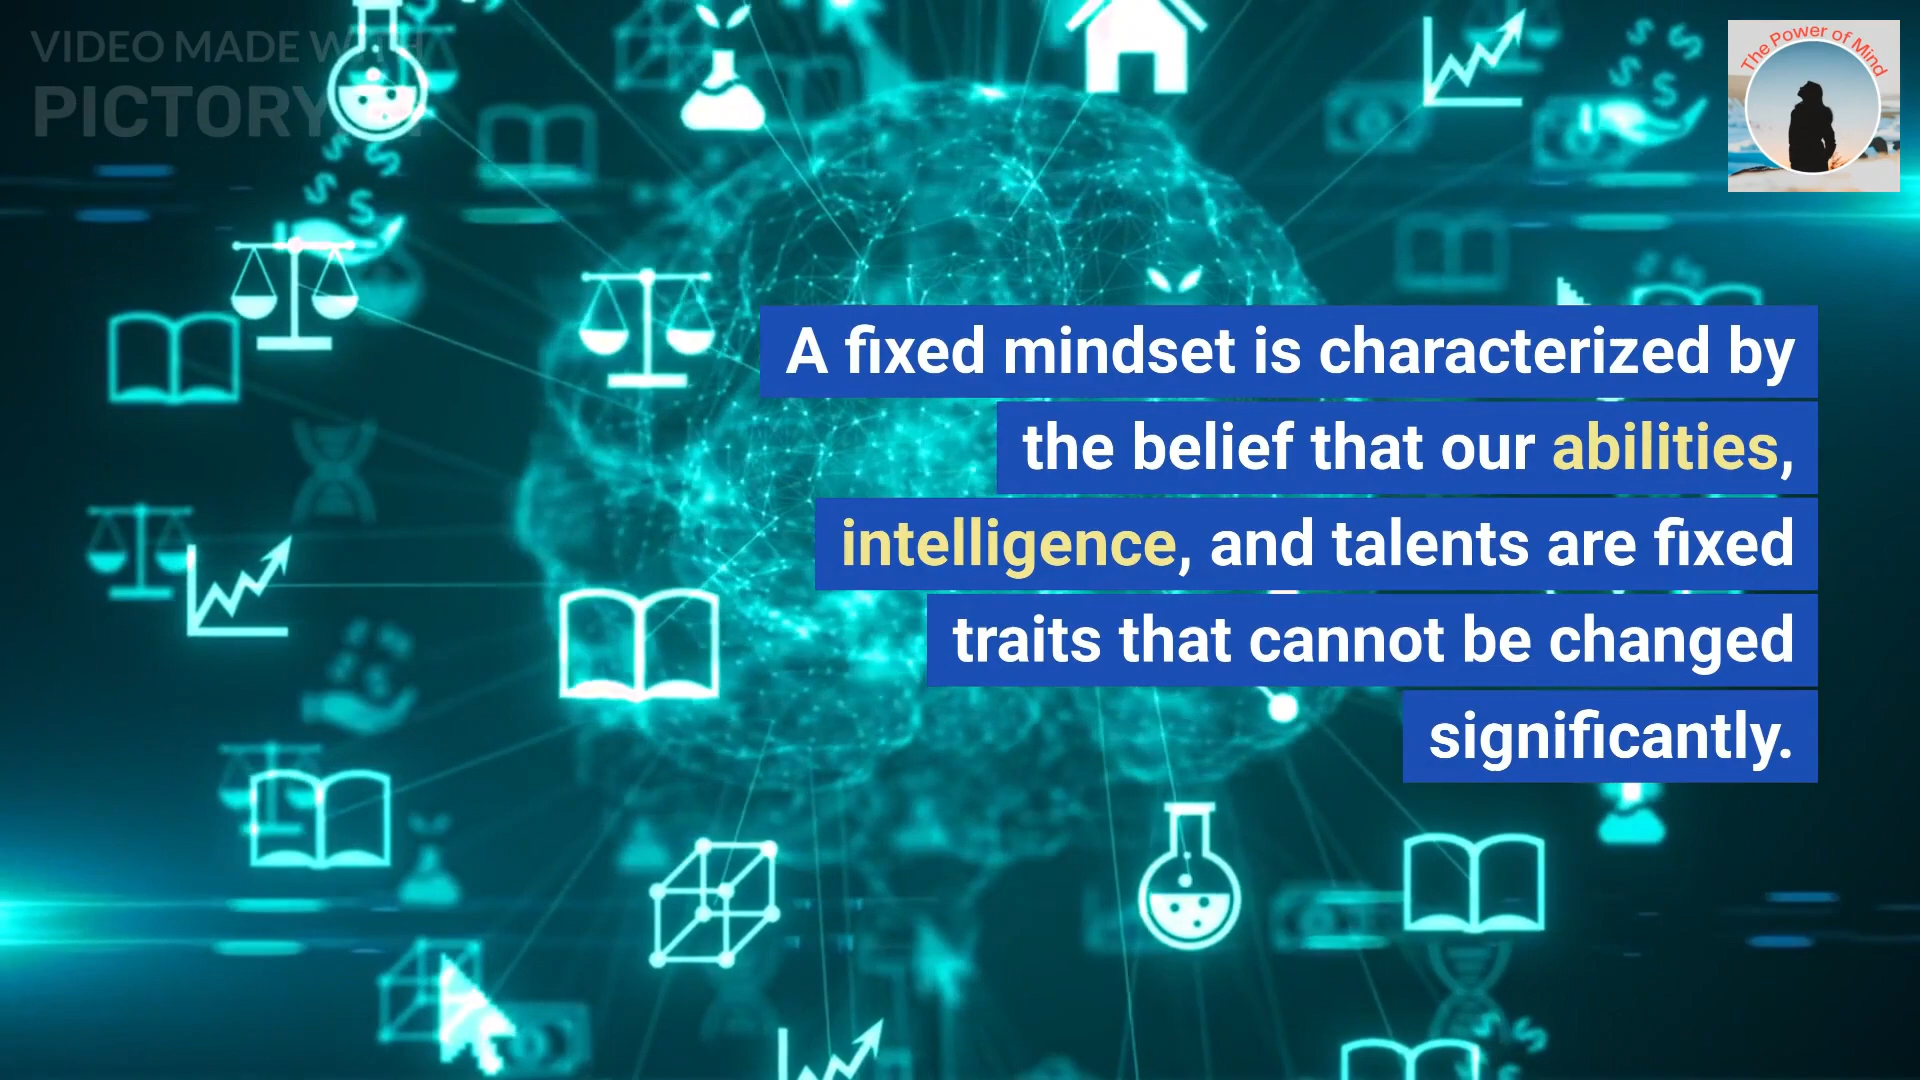 VIDEO MADE WITH
PICTORY
The Power of Mind
A fixed mindset is characterized by
the belief that our abilities,
intelligence, and talents are fixed
traits that cannot be changed
significantly.